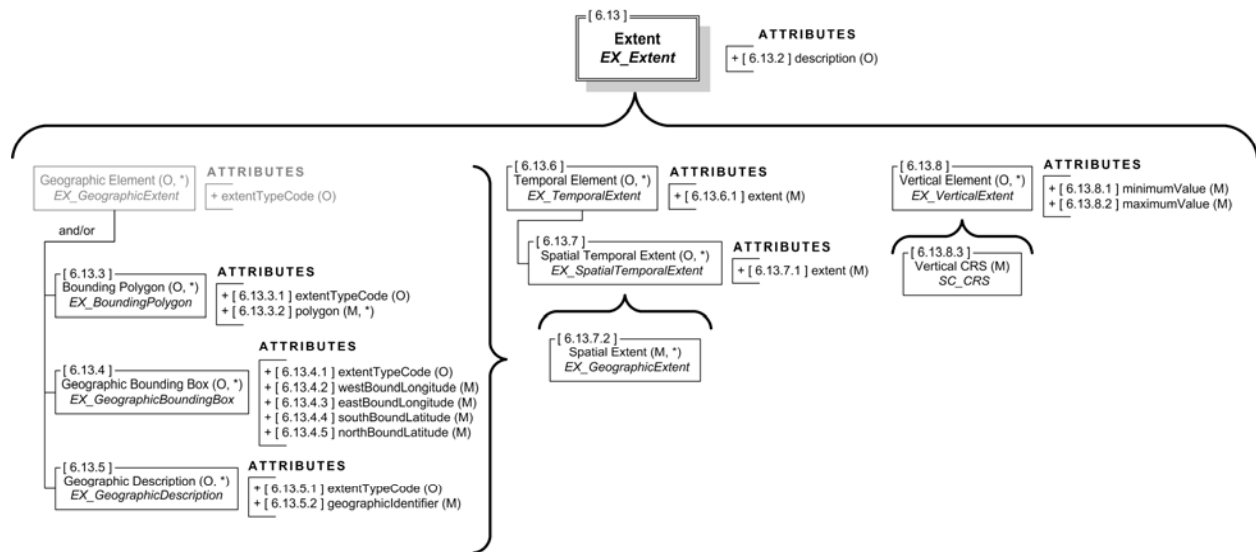 [ 6.13 ]
Extent
EX_Extent
ATTRIBUTES
+ [ 6.13.2 ] description (O)
Geographic Element (O, *)
EX_GeographicExtent
ATTRIBUTES
+ extentTypeCode (O)
and/or
[ 6.13.3 ]
Bounding Polygon (O, *)
EX_BoundingPolygon
ATTRIBUTES
+ [ 6.13.3.1 ] extentTypeCode (O)
+ [ 6.13.3.2 ] polygon (M, *)
[ 6.13.4 ]
Geographic Bounding Box (O, *)
EX_GeographicBoundingBox
ATTRIBUTES
+ [ 6.13.4.1 ] extentTypeCode (O)
+ [ 6.13.4.2 ] westBoundLongitude (M)
+ [ 6.13.4.3 ] eastBoundLongitude (M)
+ [ 6.13.4.4 ] southBoundLatitude (M)
+ [ 6.13.4.5 ] northBoundLatitude (M)
[ 6.13.5 ]
Geographic Description (O, *)
EX_GeographicDescription
ATTRIBUTES
+ [ 6.13.5.1 ] extentTypeCode (O)
+ [ 6.13.5.2 ] geographicIdentifier (M)
[ 6.13.6 ]
Temporal Element (O, *)
EX_TemporalExtent
ATTRIBUTES
+ [ 6.13.6.1 ] extent (M)
[ 6.13.7 ]
Spatial Temporal Extent (O, *)
EX_SpatialTemporalExtent
ATTRIBUTES
+ [ 6.13.7.1 ] extent (M)
[ 6.13.7.2 ]
Spatial Extent (M, *)
EX_GeographicExtent
[ 6.13.8 ]
Vertical Element (O, *)
EX_VerticalExtent
ATTRIBUTES
+ [ 6.13.8.1 ] minimumValue (M)
+ [ 6.13.8.2 ] maximumValue (M)
[ 6.13.8.3 ]
Vertical CRS (M)
SC_CRS